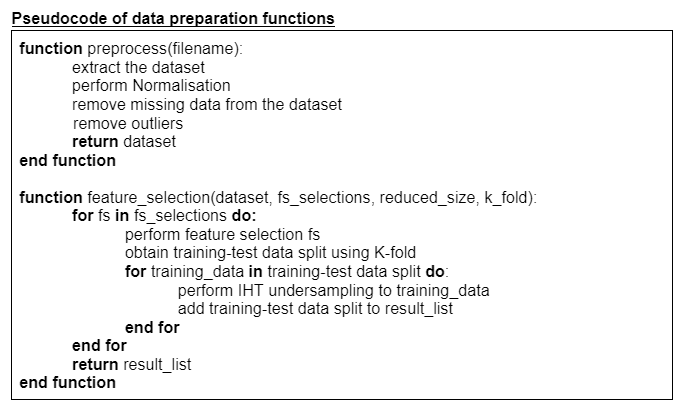 Pseudocode of data preparation functions
function preprocess(filename):
extract the dataset
perform Normalisation
remove missing data from the dataset
remove outliers
return dataset
end function
function feature_selection(dataset, fs_selections, reduced_size, k_fold):
for fs in fs_selections do:
perform feature selection fs
obtain training-test data split using K-fold
for training_data in training-test data split do:
perform IHT undersampling to training_data
add training-test data split to result_list
end for
end for
return result_list
end function